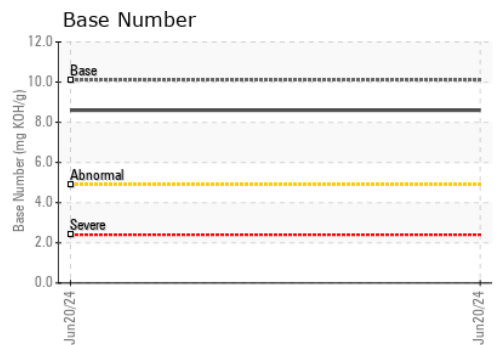 Base Number
Base Number (mg KOH/g)
12.0
10.0
8.0
6.0
4.0
2.0
0.0
Base
Abnormal
Severe
Jun20/24
Jun20/24